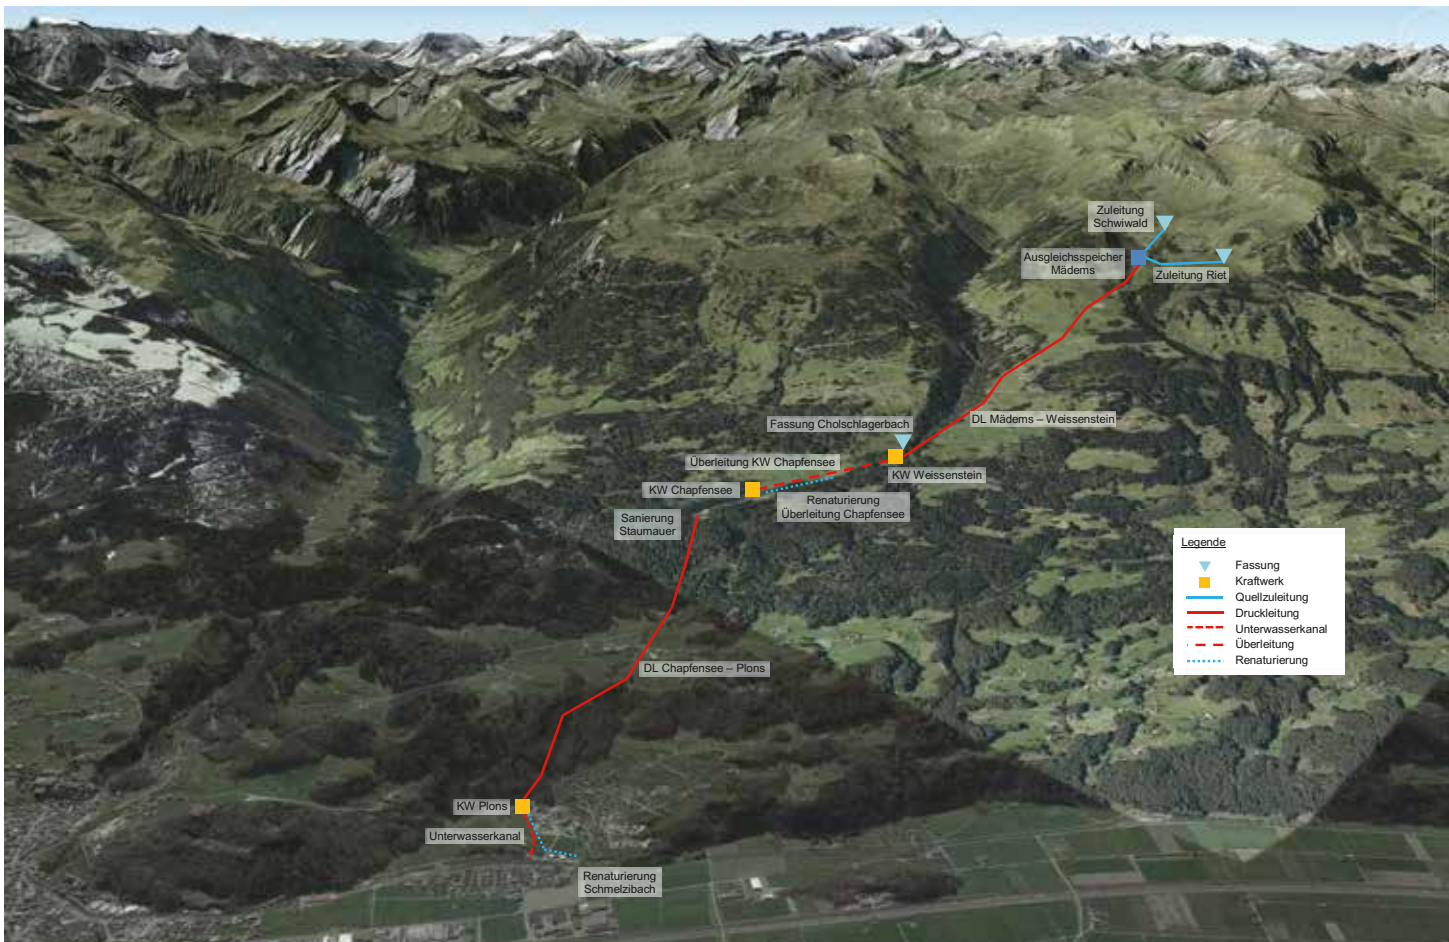 Zuleitung
Schwiwald
Ausgleichsspeicher
Mädems
Zuleitung Riet
DL Mädems – Weissenstein
Fassung Cholschlagerbach
Überleitung KW Chapfensee
KW Weissenstein
KW Chapfensee
Renaturierung
Überleitung Chapfensee
Sanierung
Staumauer
Legende
Fassung
Kraftwerk
Quellzuleitung
Druckleitung
Unterwasserkanal
Überleitung
Renaturierung
DL Chapfensee – Plons
KW Plons
Unterwasserkanal
Renaturierung
Schmelzibach